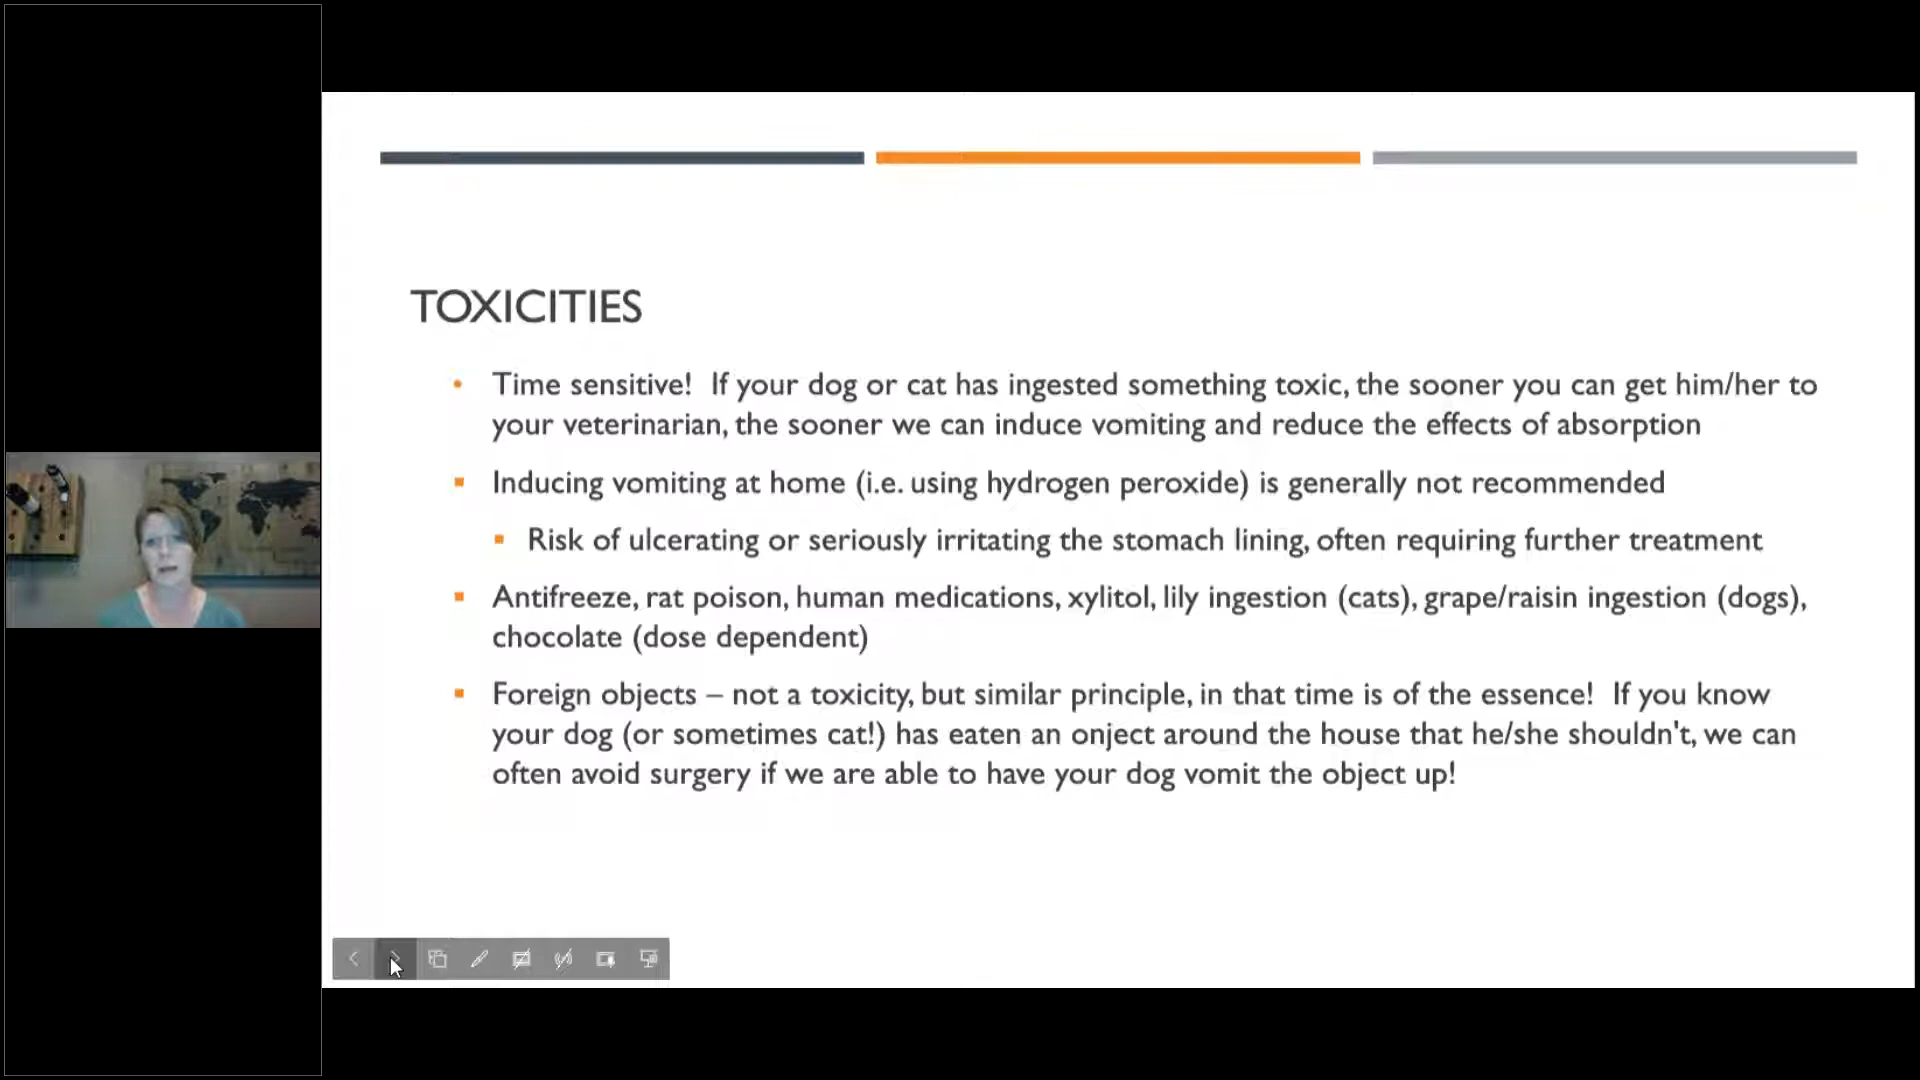 TOXICITIES
Time sensitive! If your dog or cat has ingested something toxic, the sooner you can get him/her to
your veterinarian, the sooner we can induce vomiting and reduce the effects of absorption
Inducing vomiting at home (i.e. using hydrogen peroxide) is generally not recommended
Risk of ulcerating or seriously irritating the stomach lining, often requiring further treatment
Antifreeze, rat poison, human medications, xylitol, lily ingestion (cats), grape/raisin ingestion (dogs),
chocolate (dose dependent)
Foreign objects – not a toxicity, but similar principle, in that time is of the essence! If you know
your dog (or sometimes cat!) has eaten an onject around the house that he/she shouldn't, we can
often avoid surgery if we are able to have your dog vomit the object up!